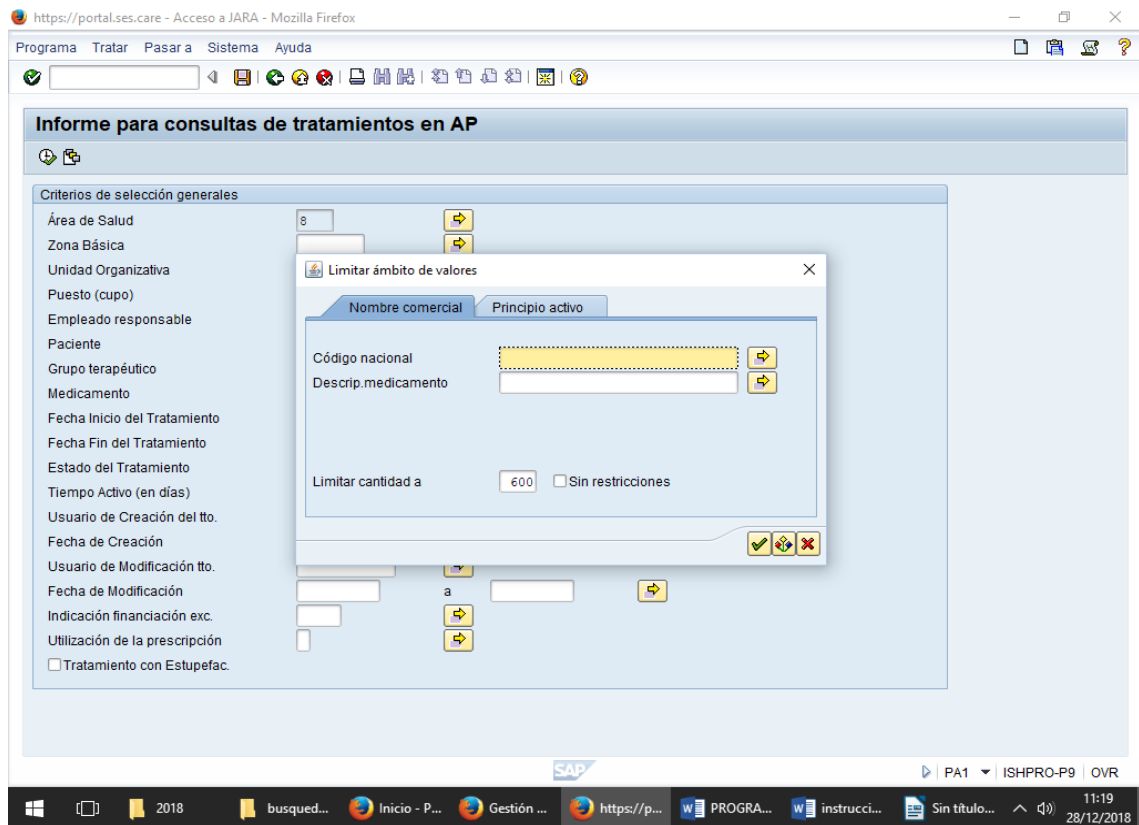 https://portal.ses.care - Acceso a JARA - Mozilla Firefox
Programa Tratar Pasar a Sistema Ayuda
Informe para consultas de tratamientos en AP
Criterios de selección generales
Área de Salud 8
Zona Básica
Unidad Organizativa
Puesto (cupo)
Empleado responsable
Paciente
Grupo terapéutico
Medicamento
Fecha Inicio del Tratamiento
Fecha Fin del Tratamiento
Estado del Tratamiento
Tiempo Activo (en días)
Usuario de Creación del tto.
Fecha de Creación
Usuario de Modificación tto.
Fecha de Modificación a
Indicación financiación exc.
Utilización de la prescripción
Tratamiento con Estupefac.
Limitar ámbito de valores
Nombre comercial Principio activo
Código nacional
Descrip.medicamento
Limitar cantidad a 600 Sin restricciones
SAP
PA1 ISHPRO-P9 OVR
2018 busqued... Inicio - P... Gestión ... https://p... PROGRA... instrucci... Sin título... 11:19
28/12/2018